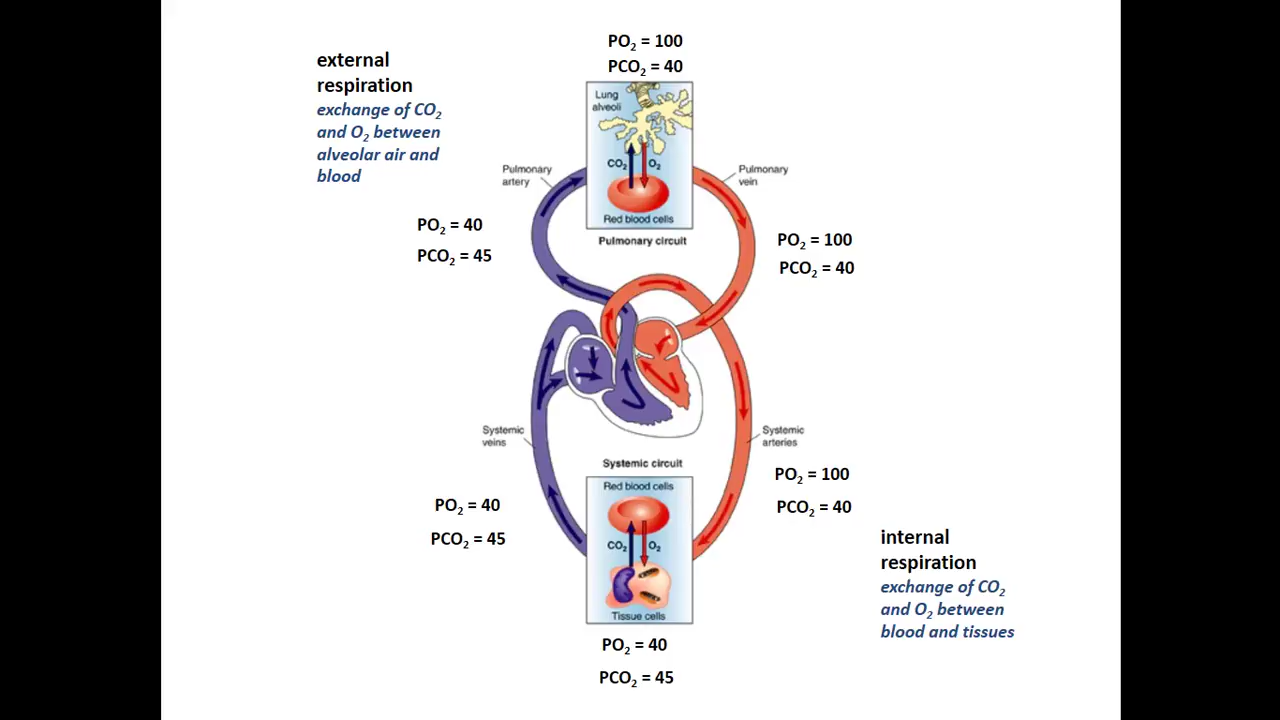 PO₂ = 100
PCO₂ = 40
external
respiration
exchange of CO₂
and O₂ between
alveolar air and
blood
Lung
alveoli
CO₂
O₂
Red blood cells
Pulmonary circuit
Pulmonary
artery
Pulmonary
vein
PO₂ = 40
PCO₂ = 45
PO₂ = 100
PCO₂ = 40
Systemic
veins
Systemic
arteries
Systemic circuit
PO₂ = 100
PCO₂ = 40
PO₂ = 40
PCO₂ = 45
Red blood cells
CO₂
O₂
Tissue cells
internal
respiration
exchange of CO₂
and O₂ between
blood and tissues
PO₂ = 40
PCO₂ = 45